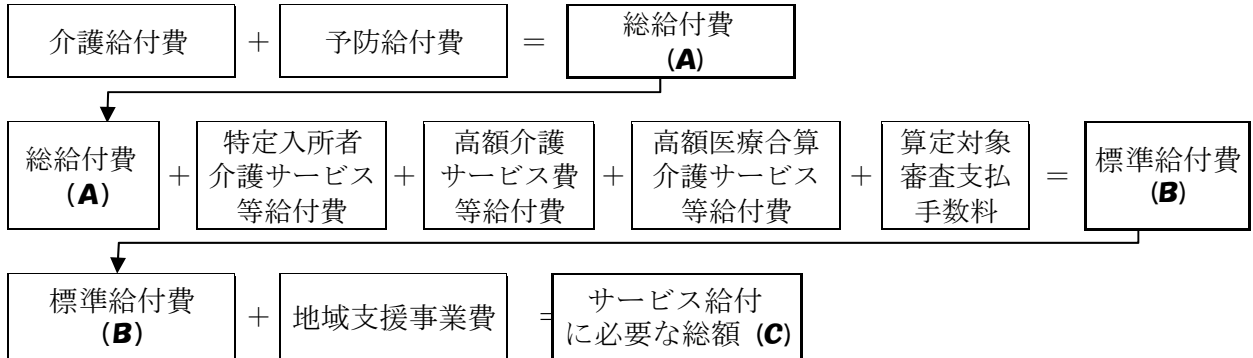 介護給付費 + 予防給付費 = 総給付費
(A)
総給付費
(A)
+
特定入所者
介護サービス
等給付費
+
高額介護
サービス費
等給付費
+
高額医療合算
介護サービス
等給付費
+
算定対象
審査支払
手数料
=
標準給付費
(B)
標準給付費
(B)
+
地域支援事業費
=
サービス給付
に必要な総額 (C)